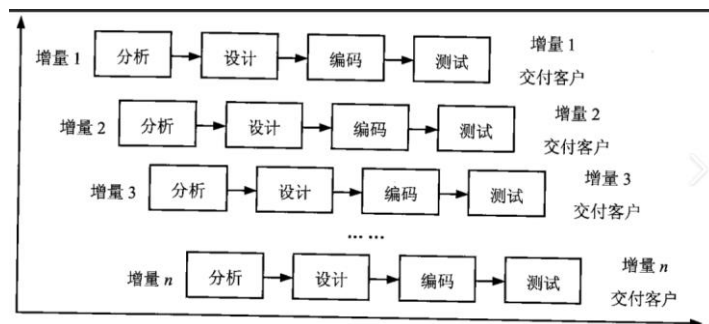 增量1 分析 设计 编码 测试 增量1
交付客户
增量2 分析 设计 编码 测试 增量2
交付客户
增量3 分析 设计 编码 测试 增量3
交付客户
……
增量n 分析 设计 编码 测试 增量n
交付客户